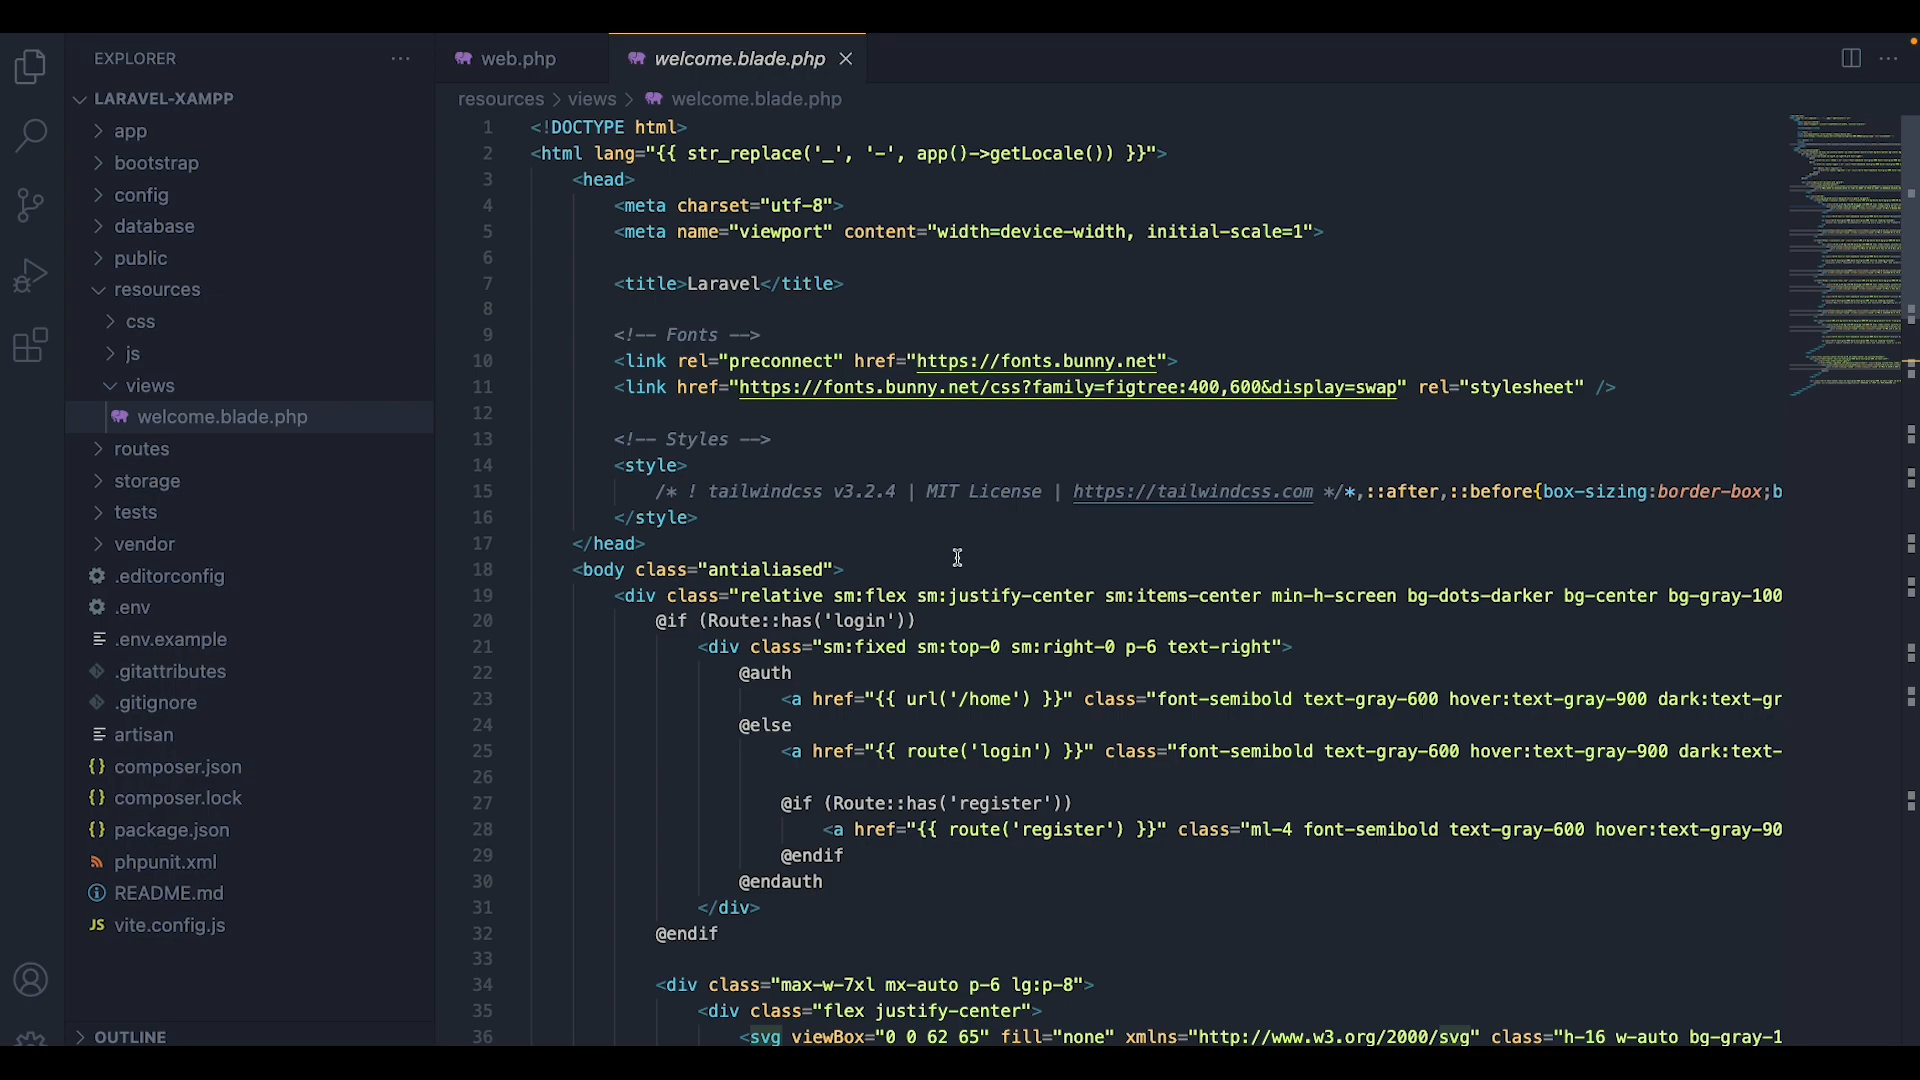 EXPLORER
LARAVEL-XAMPP
app
bootstrap
config
database
public
resources
css
js
views
welcome.blade.php
routes
storage
tests
vendor
.editorconfig
.env
.env.example
.gitattributes
.gitignore
artisan
composer.json
composer.lock
package.json
phpunit.xml
README.md
JS vite.config.js
OUTLINE
web.php
welcome.blade.php
resources > views > welcome.blade.php
1 <!DOCTYPE html>
2 <html lang="{{ str_replace('_', '-', app()->getLocale()) }}">
3 <head>
4 <meta charset="utf-8">
5 <meta name="viewport" content="width=device-width, initial-scale=1">
6
7 <title>Laravel</title>
8
9 <!-- Fonts -->
10 <link rel="preconnect" href="https://fonts.bunny.net">
11 <link href="https://fonts.bunny.net/css?family=figtree:400,600&display=swap" rel="stylesheet" />
12
13 <!-- Styles -->
14 <style>
15 /* ! tailwindcss v3.2.4 | MIT License | https://tailwindcss.com */*,::after,::before{box-sizing:border-box;b
16 </style>
17 </head>
18 <body class="antialiased">
19 <div class="relative sm:flex sm:justify-center sm:items-center min-h-screen bg-dots-darker bg-center bg-gray-100
20 @if (Route::has('login'))
21 <div class="sm:fixed sm:top-0 sm:right-0 p-6 text-right">
22 @auth
23 <a href="{{ url('/home') }}" class="font-semibold text-gray-600 hover:text-gray-900 dark:text-gr
24 @else
25 <a href="{{ route('login') }}" class="font-semibold text-gray-600 hover:text-gray-900 dark:text-
26
27 @if (Route::has('register'))
28 <a href="{{ route('register') }}" class="ml-4 font-semibold text-gray-600 hover:text-gray-90
29 @endif
30 @endauth
31 </div>
32 @endif
33
34 <div class="max-w-7xl mx-auto p-6 lg:p-8">
35 <div class="flex justify-center">
36 <svg viewBox="0 0 62 65" fill="none" xmlns="http://www.w3.org/2000/svg" class="h-16 w-auto bg-gray-1